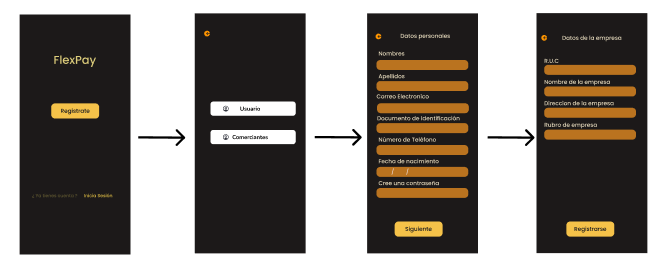 FlexPay
Regístrate
¿Ya tienes cuenta? Inicia Sesión
Usuario
Comerciantes
Datos personales
Nombres
Apellidos
Correo Electronico
Documento de Identificación
Número de Teléfono
Fecha de nacimiento
/ /
Cree una contraseña
Siguiente
Datos de la empresa
R.U.C
Nombre de la empresa
Direccion de la empresa
Rubro de empresa
Registrarse